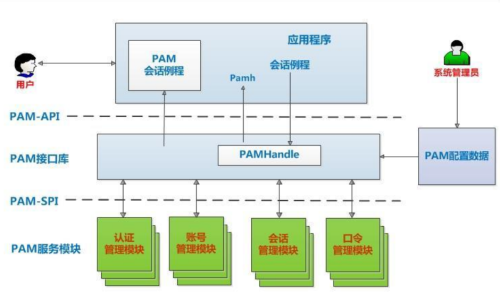 应用程序
PAM
会话例程
会话例程
Pamh
用户
系统管理员
PAM-API
PAM接口库
PAMHandle
PAM配置数据
PAM-SPI
PAM服务模块
认证
管理模块
账号
管理模块
会话
管理模块
口令
管理模块